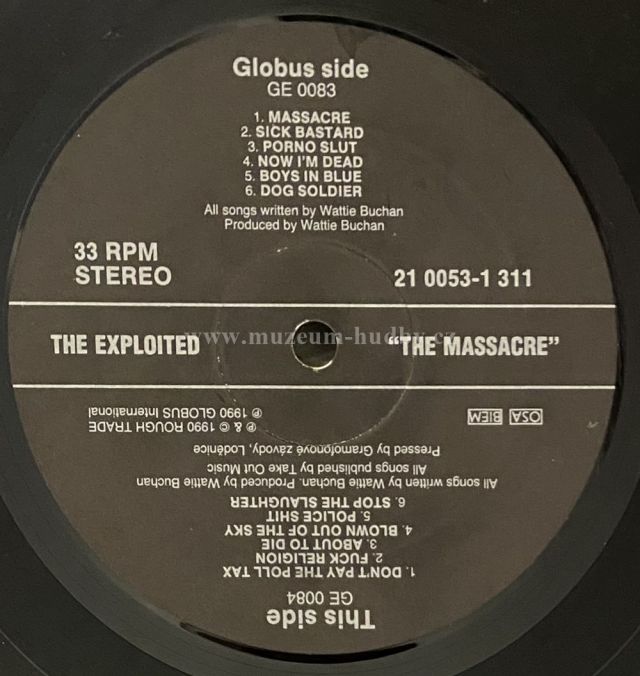 Globus side
GE 0083
1. MASSACRE
2. SICK BASTARD
3. PORNO SLUT
4. NOW I'M DEAD
5. BOYS IN BLUE
6. DOG SOLDIER
All songs written by Wattie Buchan
Produced by Wattie Buchan
33 RPM
STEREO
21 0053-1 311
THE EXPLOITED
"THE MASSACRE"
www.muzeum-hudby.cz
This side
GE 0084
1. DON'T PAY THE POLL TAX
2. FUCK RELIGION
3. ABOUT TO DIE
4. BLOWN OUT OF THE SKY
5. POLICE SHIT
6. STOP THE SLAUGHTER
All songs written by Wattie Buchan. Produced by Wattie Buchan
All songs published by Take Out Music
Pressed by Gramofonové závody, Loděnice
OSA BIEM
℗ & © 1990 ROUGH TRADE
℗ 1990 GLOBUS International